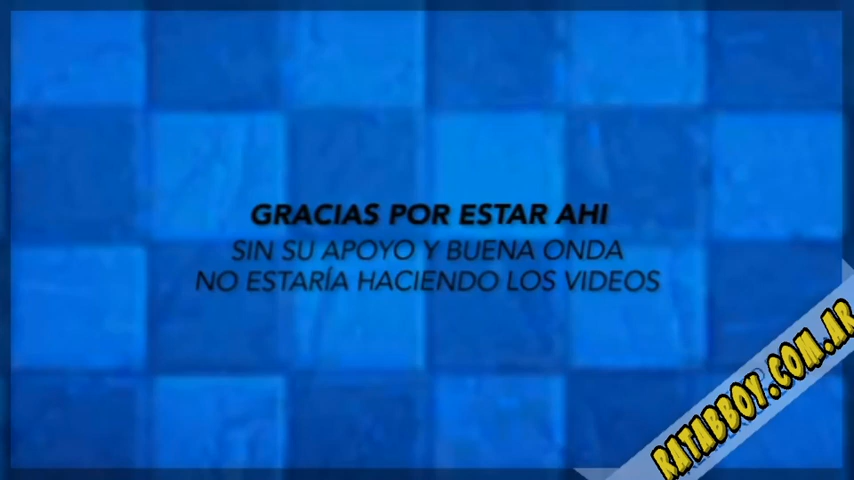 GRACIAS POR ESTAR AHI
SIN SU APOYO Y BUENA ONDA
NO ESTARÍA HACIENDO LOS VIDEOS
RATABBOY.COM.AR